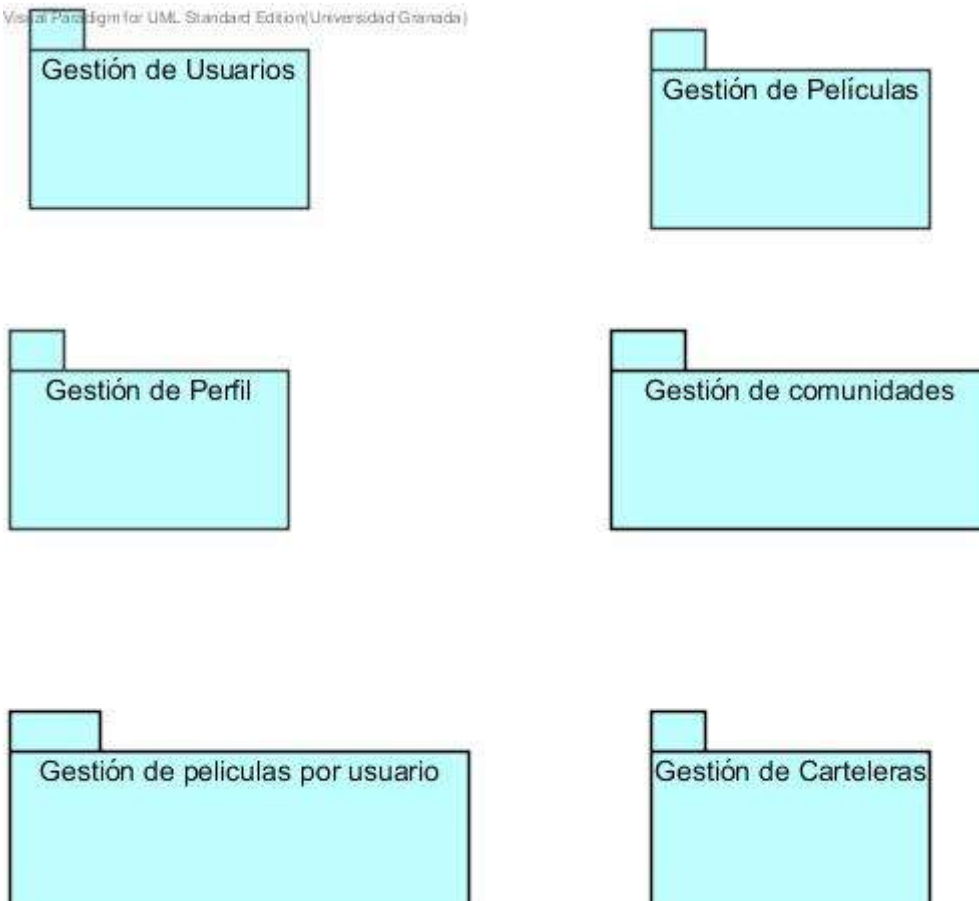 Visual Paradigm for UML Standard Edition(Universidad Granada)
Gestión de Usuarios
Gestión de Películas
Gestión de Perfil
Gestión de comunidades
Gestión de peliculas por usuario
Gestión de Carteleras